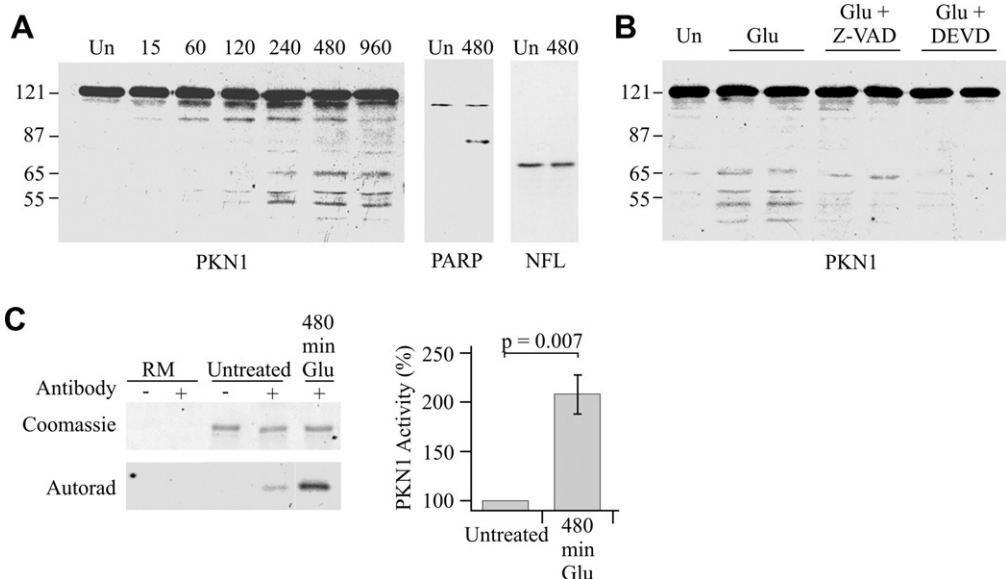 A
Un 15 60 120 240 480 960
Un 480
Un 480
121
87
65
55
PKN1
PARP
NFL
B
Un
Glu
Glu +
Z-VAD
Glu +
DEVD
121
87
65
55
PKN1
C
RM
Untreated
480
min
Glu
Antibody - + - + +
Coomassie
Autorad
p = 0.007
PKN1 Activity (%)
250
200
150
100
Untreated
480
min
Glu